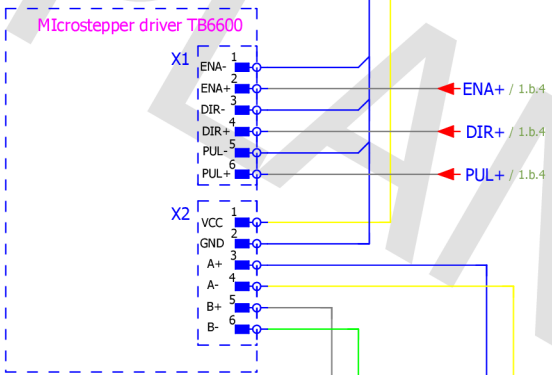 MIcrostepper driver TB6600
X1
ENA- 1
ENA+ 2 ENA+ / 1.b.4
DIR- 3
DIR+ 4 DIR+ / 1.b.4
PUL- 5
PUL+ 6 PUL+ / 1.b.4
X2
VCC 1
GND 2
A+ 3
A- 4
B+ 5
B- 6